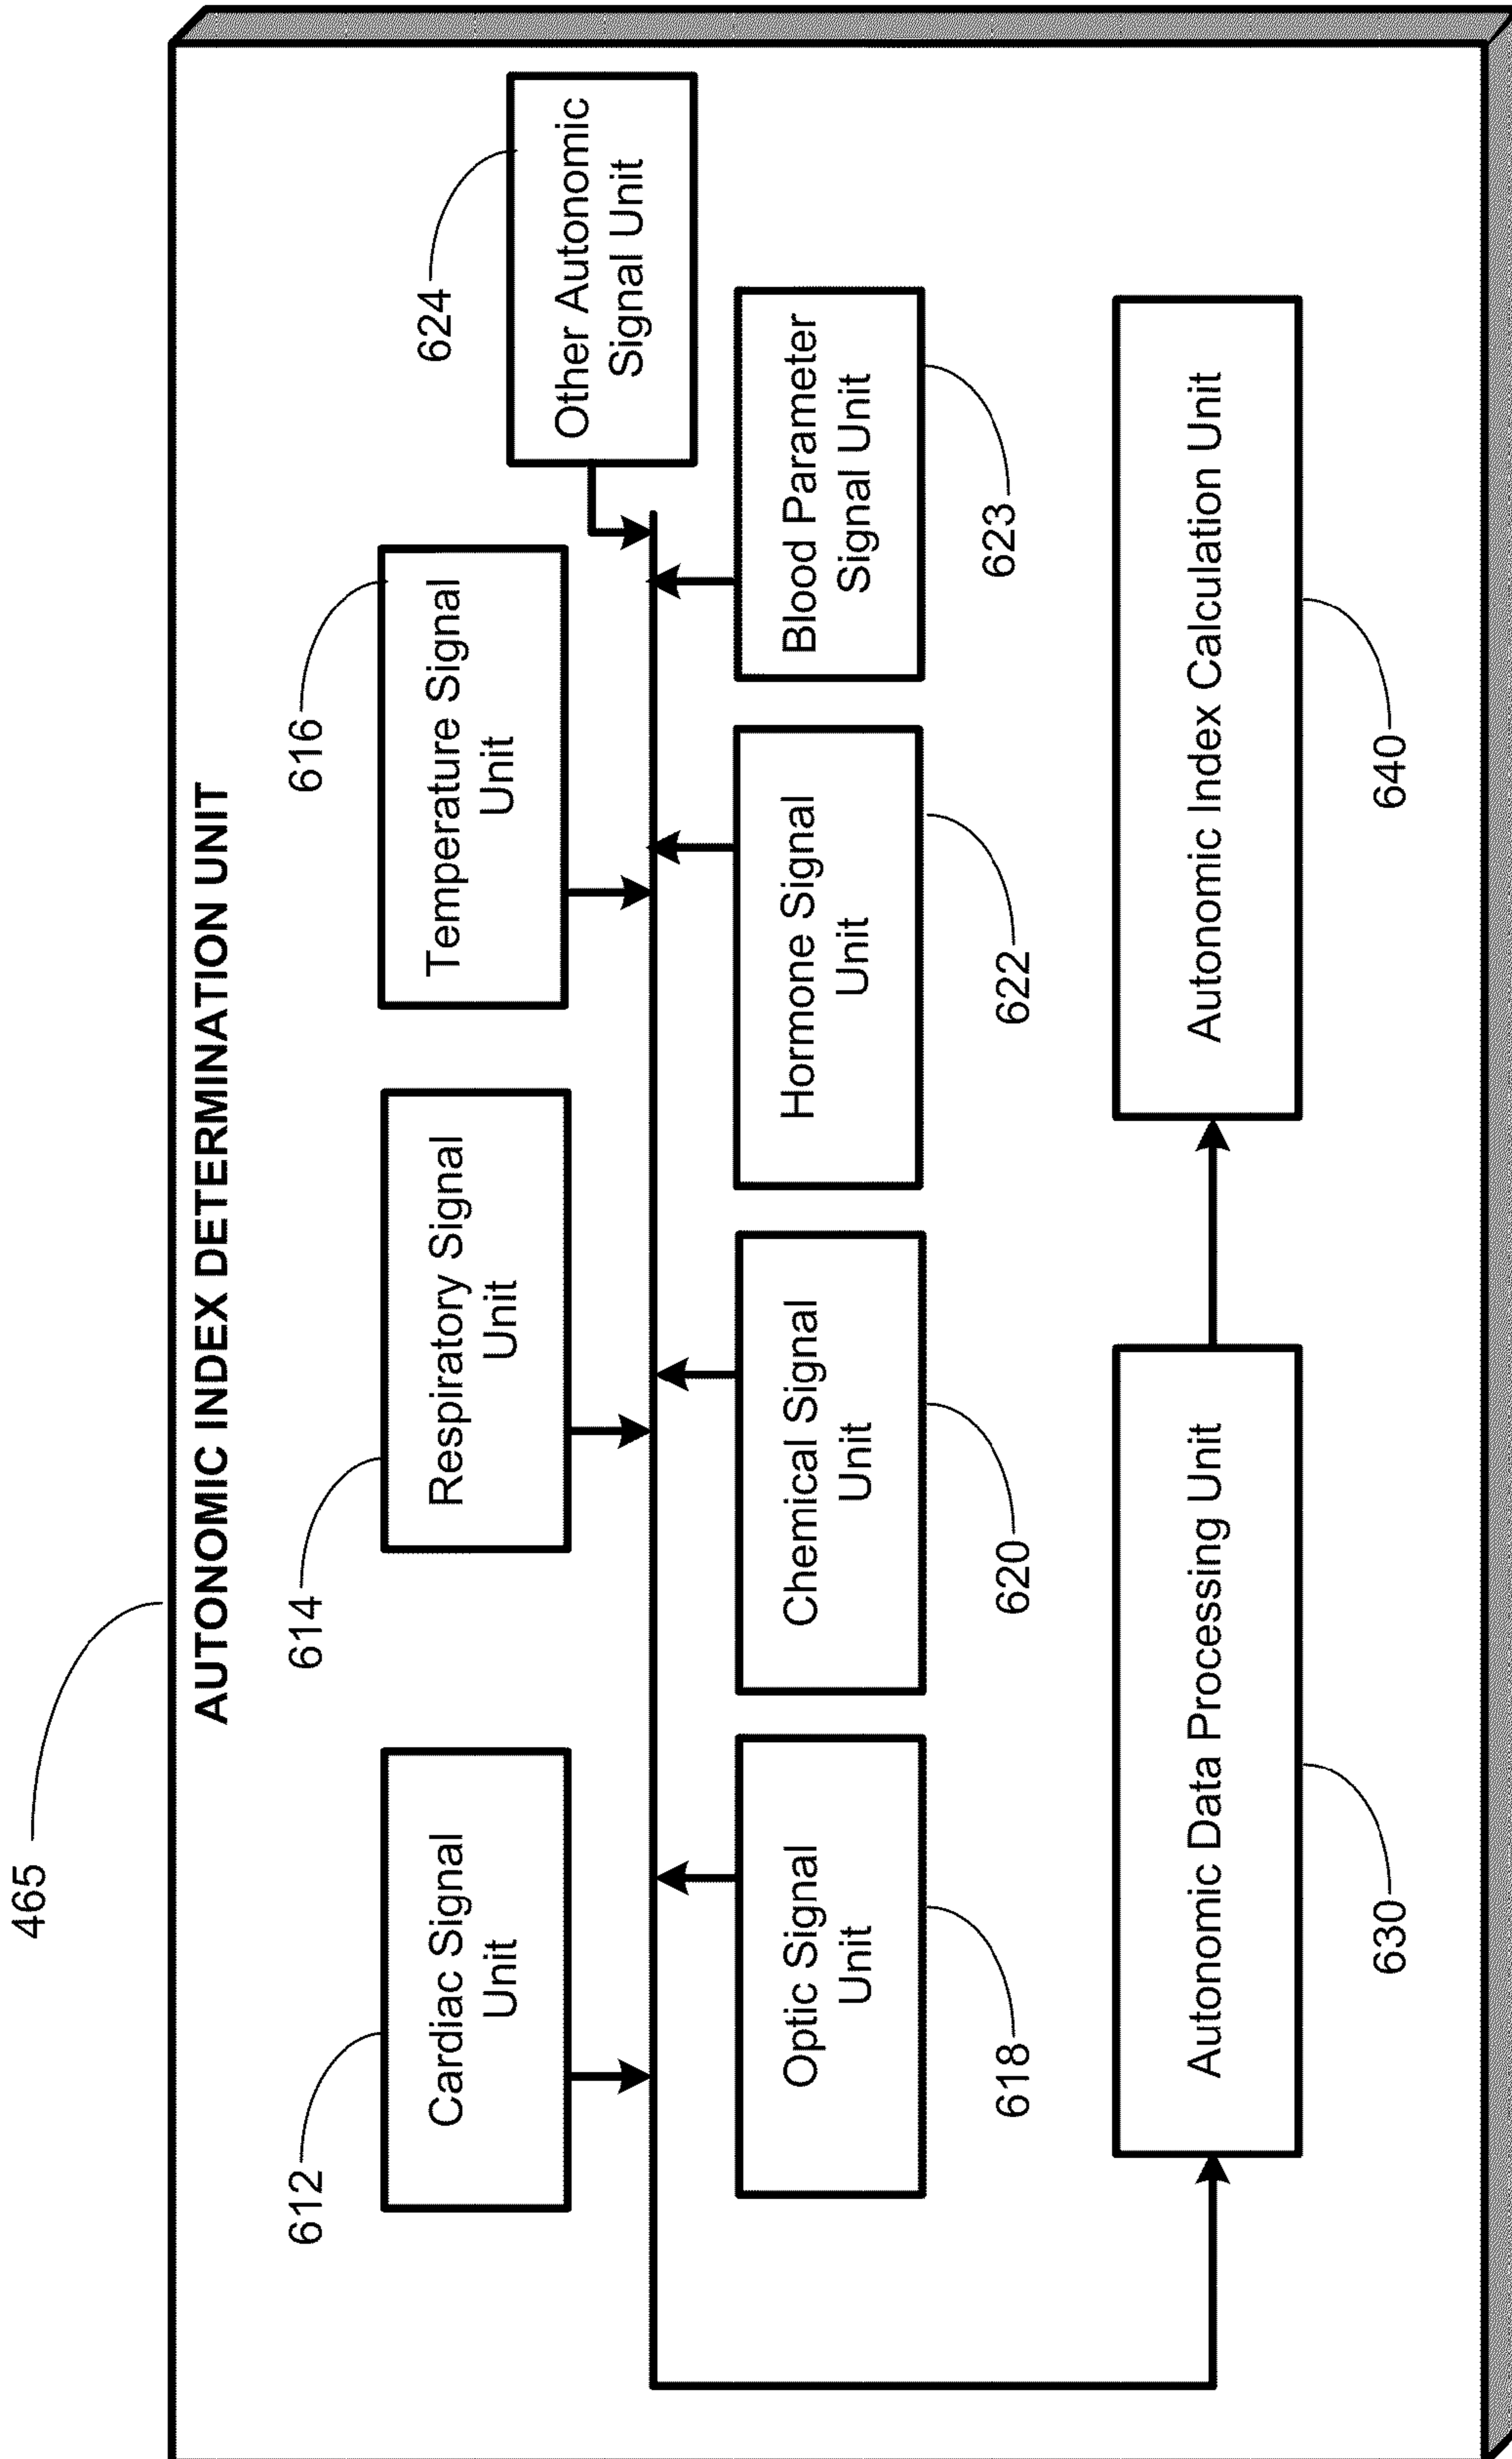 465
AUTONOMIC INDEX DETERMINATION UNIT
612
614
616
624
Cardiac Signal
Unit
Respiratory Signal
Unit
Temperature Signal
Unit
Other Autonomic
Signal Unit
Optic Signal
Unit
Chemical Signal
Unit
Hormone Signal
Unit
Blood Parameter
Signal Unit
618
620
622
623
Autonomic Data Processing Unit
Autonomic Index Calculation Unit
630
640